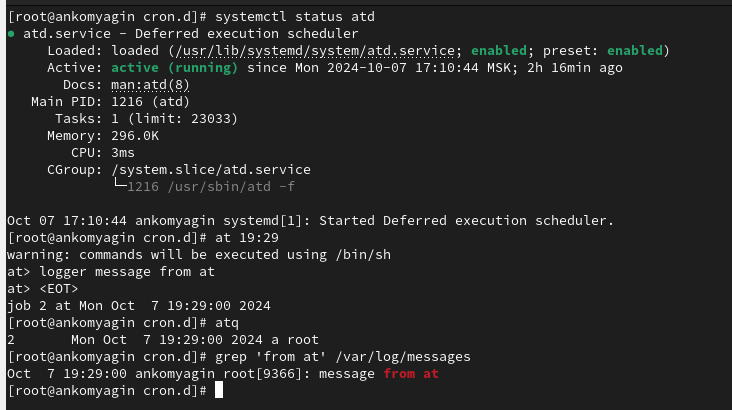 [root@ankomyagin cron.d]# systemctl status atd
● atd.service - Deferred execution scheduler
     Loaded: loaded (/usr/lib/systemd/system/atd.service; enabled; preset: enabled)
     Active: active (running) since Mon 2024-10-07 17:10:44 MSK; 2h 16min ago
       Docs: man:atd(8)
   Main PID: 1216 (atd)
      Tasks: 1 (limit: 23033)
     Memory: 296.0K
        CPU: 3ms
     CGroup: /system.slice/atd.service
             └─1216 /usr/sbin/atd -f

Oct 07 17:10:44 ankomyagin systemd[1]: Started Deferred execution scheduler.
[root@ankomyagin cron.d]# at 19:29
warning: commands will be executed using /bin/sh
at> logger message from at
at> <EOT>
job 2 at Mon Oct  7 19:29:00 2024
[root@ankomyagin cron.d]# atq
2       Mon Oct  7 19:29:00 2024 a root
[root@ankomyagin cron.d]# grep 'from at' /var/log/messages
Oct  7 19:29:00 ankomyagin root[9366]: message from at
[root@ankomyagin cron.d]#